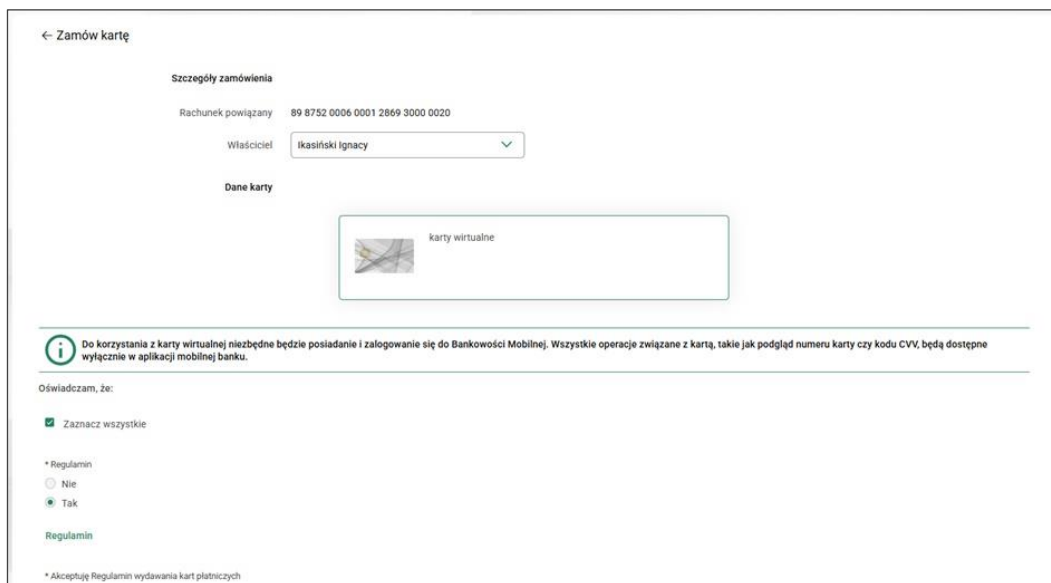 ← Zamów kartę
Szczegóły zamówienia
Rachunek powiązany 89 8752 0006 0001 2869 3000 0020
Właściciel Ikasiński Ignacy
Dane karty
karty wirtualne
Do korzystania z karty wirtualnej niezbędne będzie posiadanie i zalogowanie się do Bankowości Mobilnej. Wszystkie operacje związane z kartą, takie jak podgląd numeru karty czy kodu CVV, będą dostępne
wyłącznie w aplikacji mobilnej banku.
Oświadczam, że:
Zaznacz wszystkie
* Regulamin
Nie
Tak
Regulamin
* Akceptuję Regulamin wydawania kart płatniczych